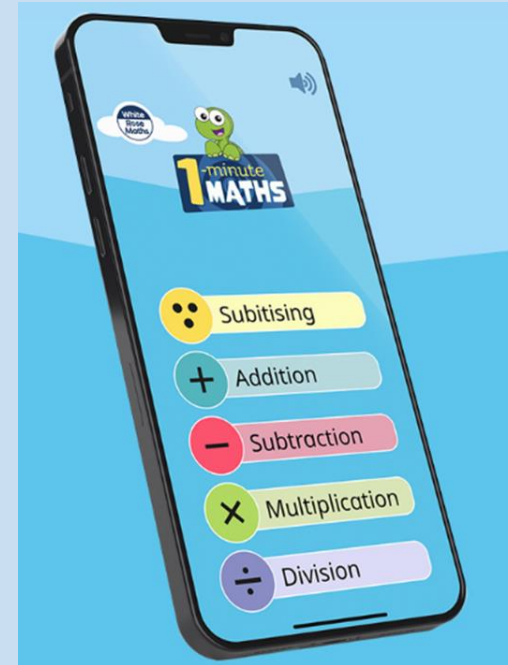 White
Rose
Maths
1-minute
MATHS
Subitising
+ Addition
− Subtraction
× Multiplication
÷ Division